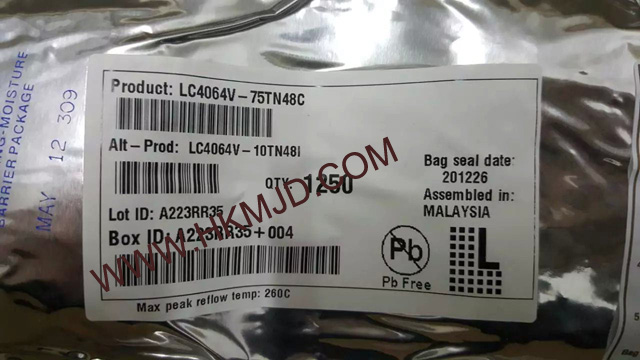 NG-MOISTURE
BARRIER PACKAGE
MAY 12 309
Product: LC4064V-75TN48C
Alt-Prod: LC4064V-10TN48I
QTY: 1250
Lot ID: A223RR35
Box ID: A223RR35+004
Max peak reflow temp: 260C
Bag seal date:
201226
Assembled in:
MALAYSIA
Pb
Pb Free
L
WWW.HKMJD.COM